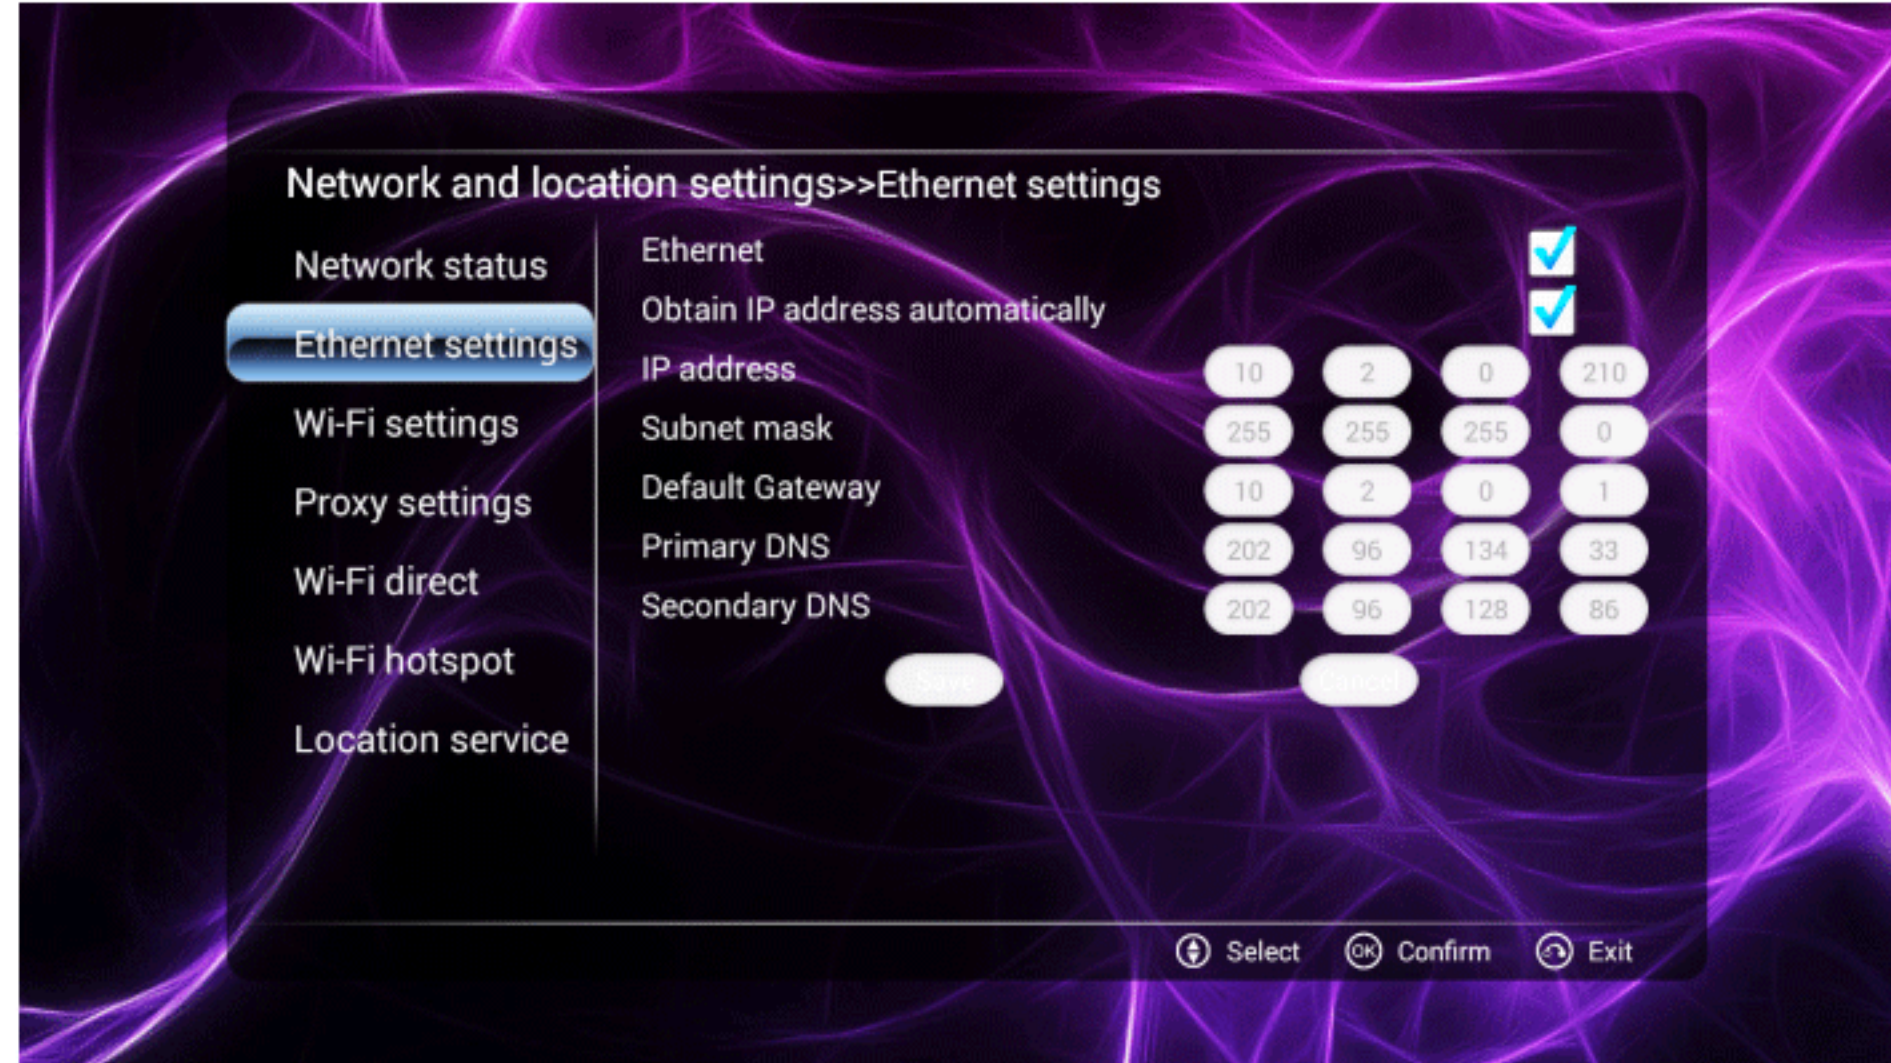 Network and location settings>>Ethernet settings
Network status
Ethernet settings
Wi-Fi settings
Proxy settings
Wi-Fi direct
Wi-Fi hotspot
Location service
Ethernet
Obtain IP address automatically
IP address 10 2 0 210
Subnet mask 255 255 255 0
Default Gateway 10 2 0 1
Primary DNS 202 96 134 33
Secondary DNS 202 96 128 86
Save Cancel
Select OK Confirm Exit